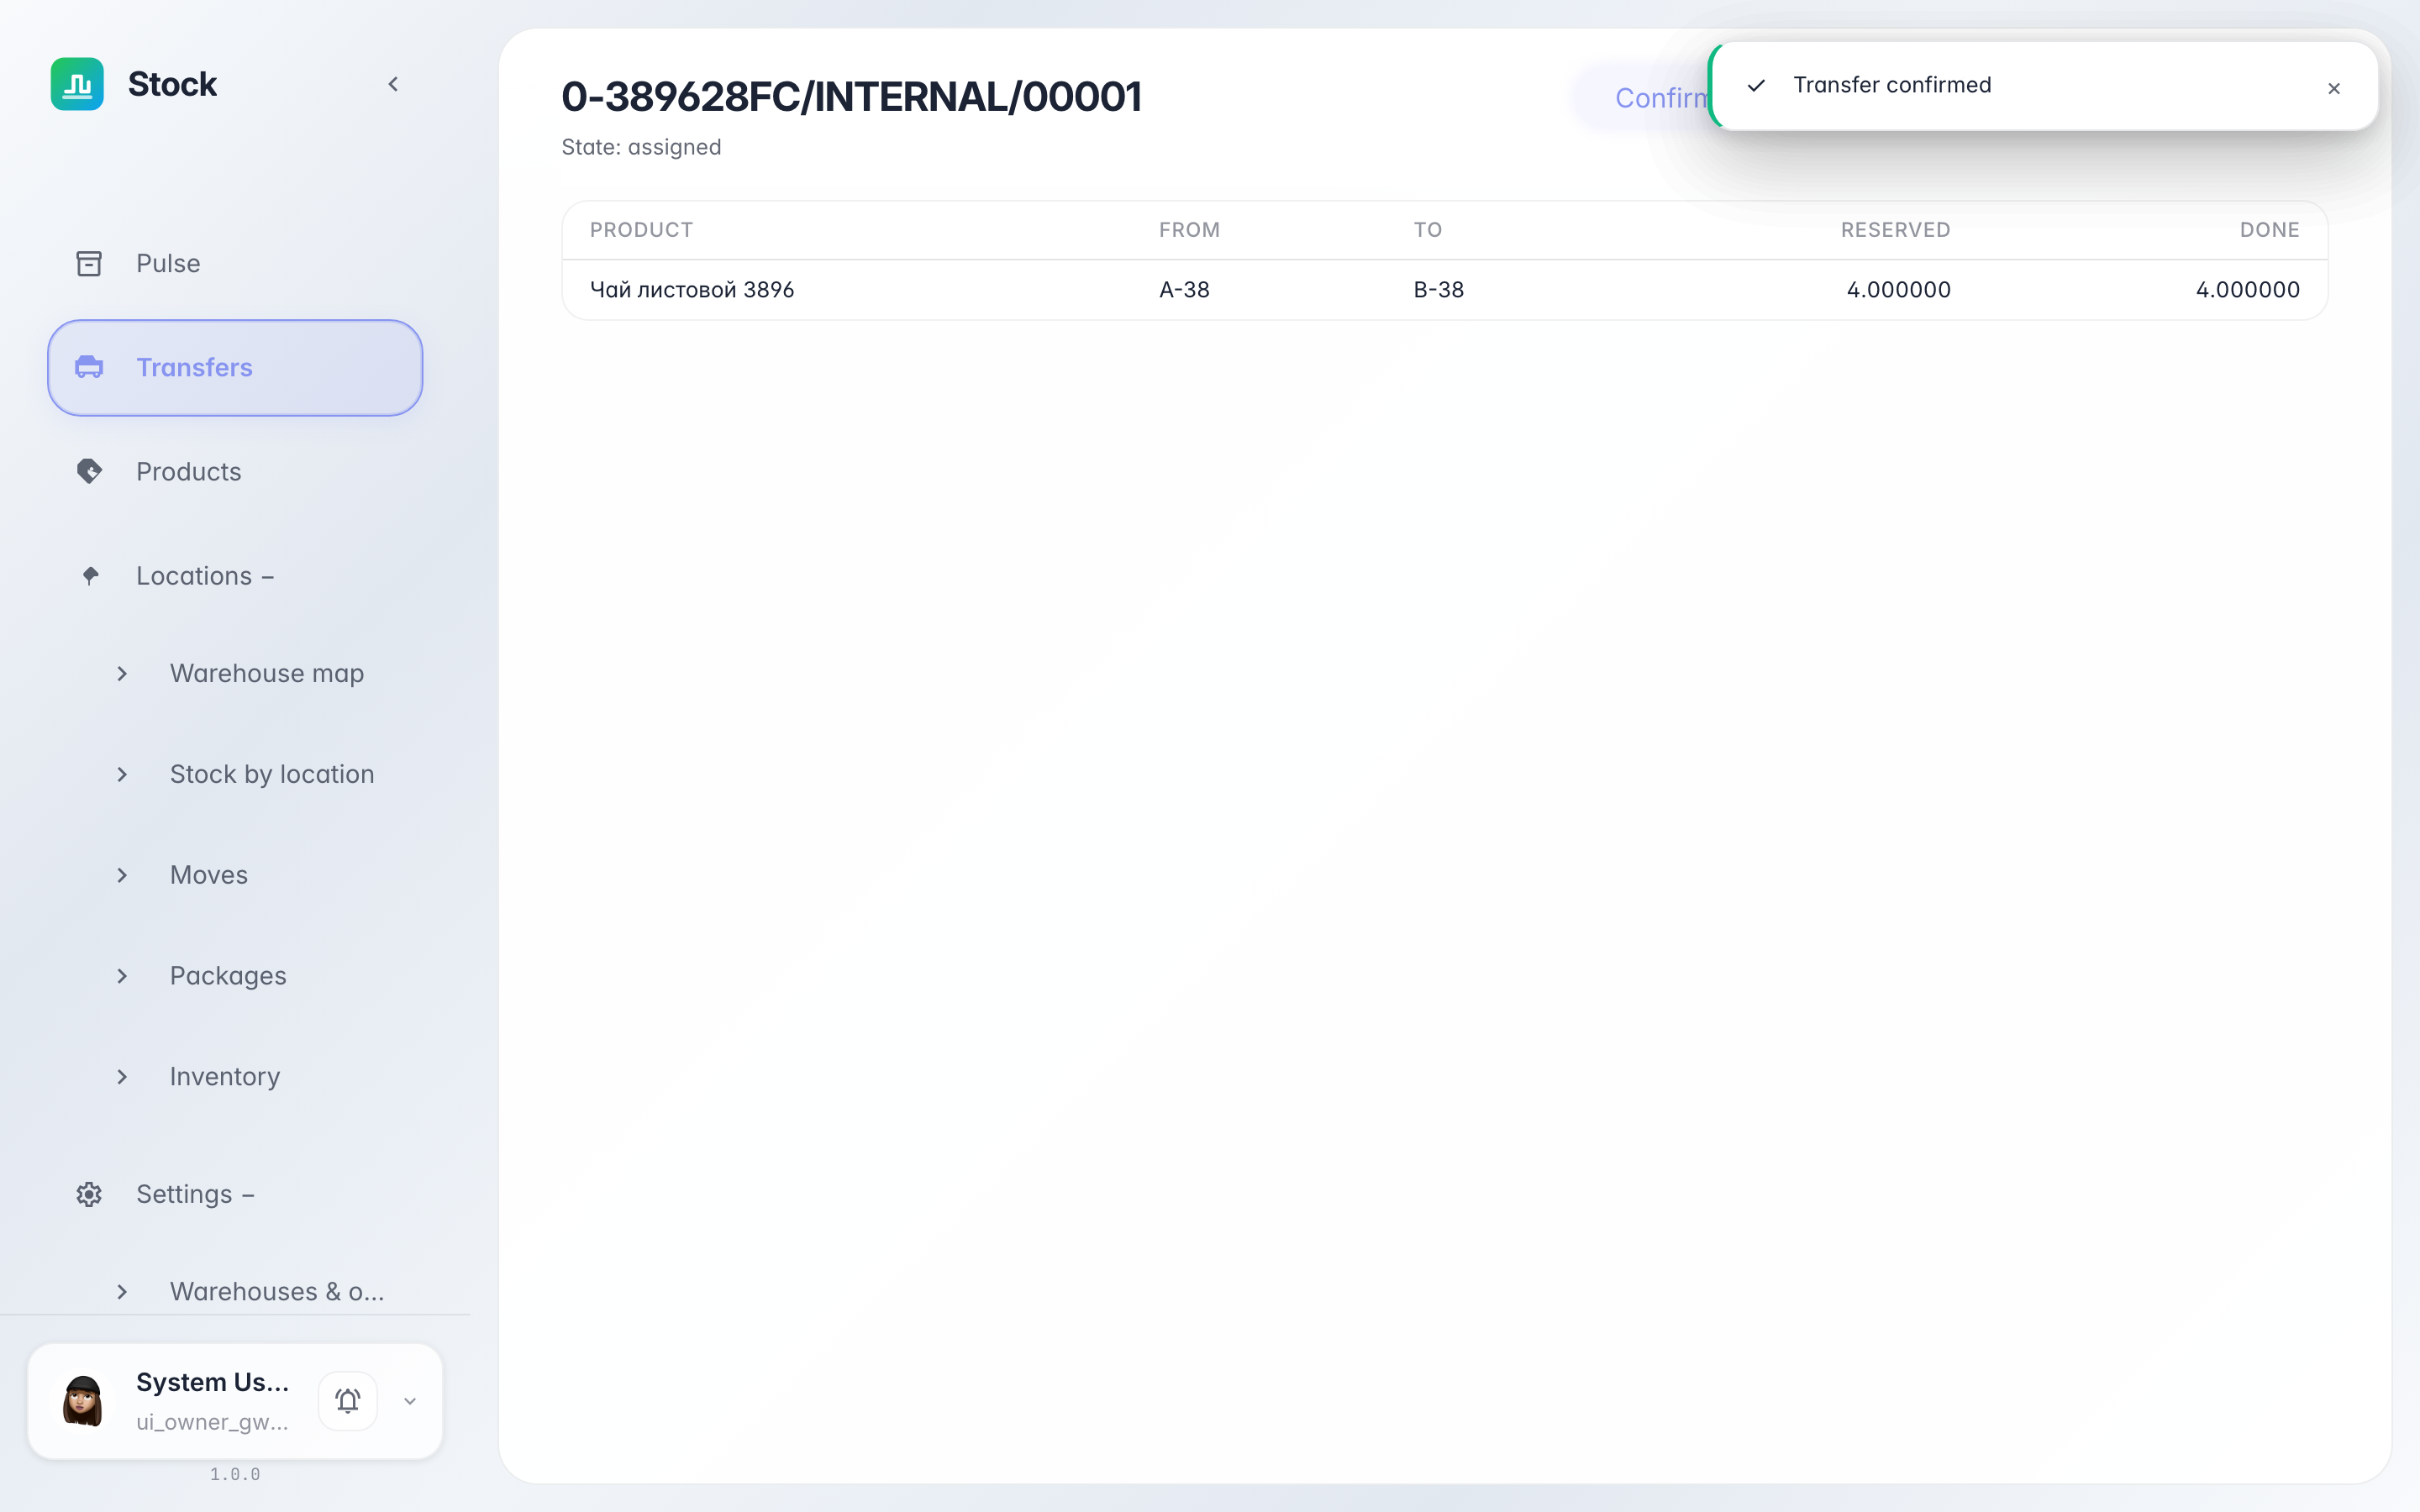 Stock
Pulse
Transfers
Products
Locations –
Warehouse map
Stock by location
Moves
Packages
Inventory
Settings –
Warehouses & o...
System Us...
ui_owner_gw...
1.0.0
0-389628FC/INTERNAL/00001
State: assigned
Transfer confirmed
PRODUCT FROM TO RESERVED DONE
Чай листовой 3896 A-38 B-38 4.000000 4.000000